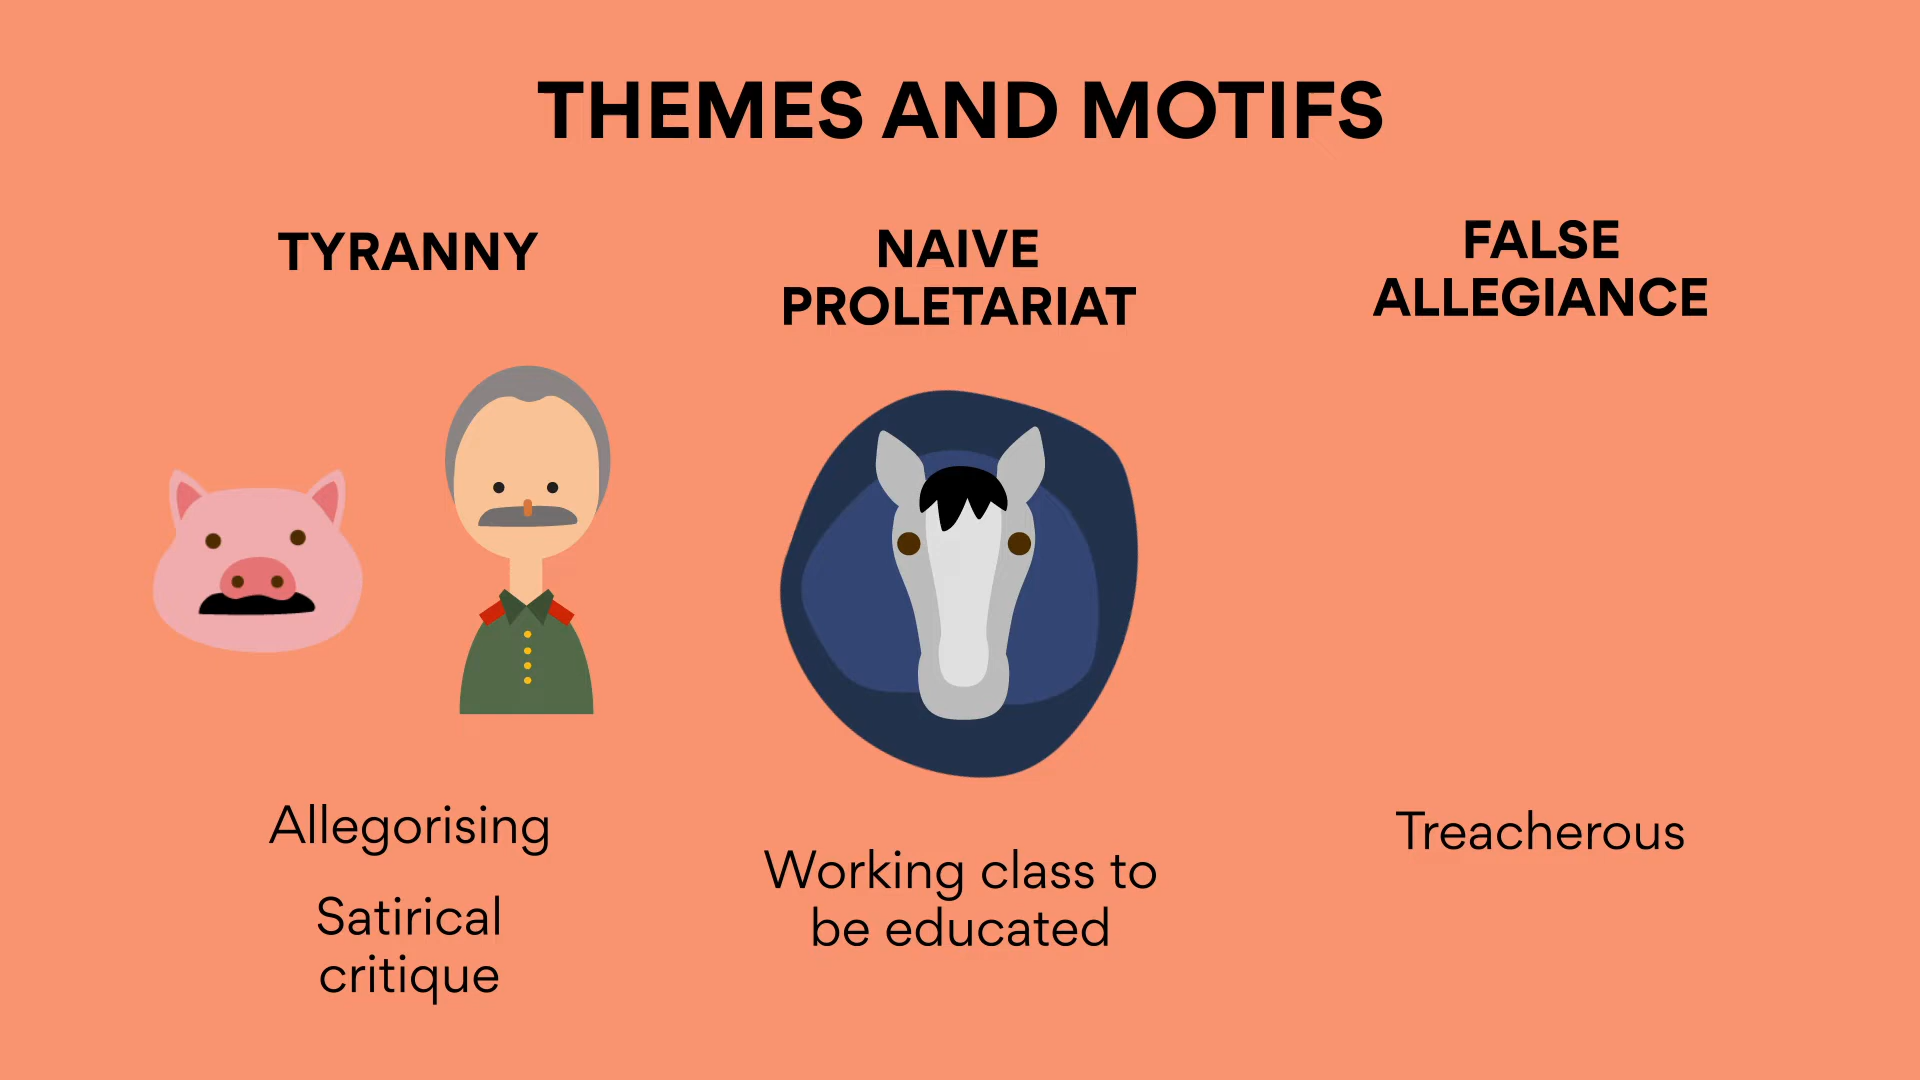 THEMES AND MOTIFS
TYRANNY
Allegorising
Satirical
critique
NAIVE
PROLETARIAT
Working class to
be educated
FALSE
ALLEGIANCE
Treacherous